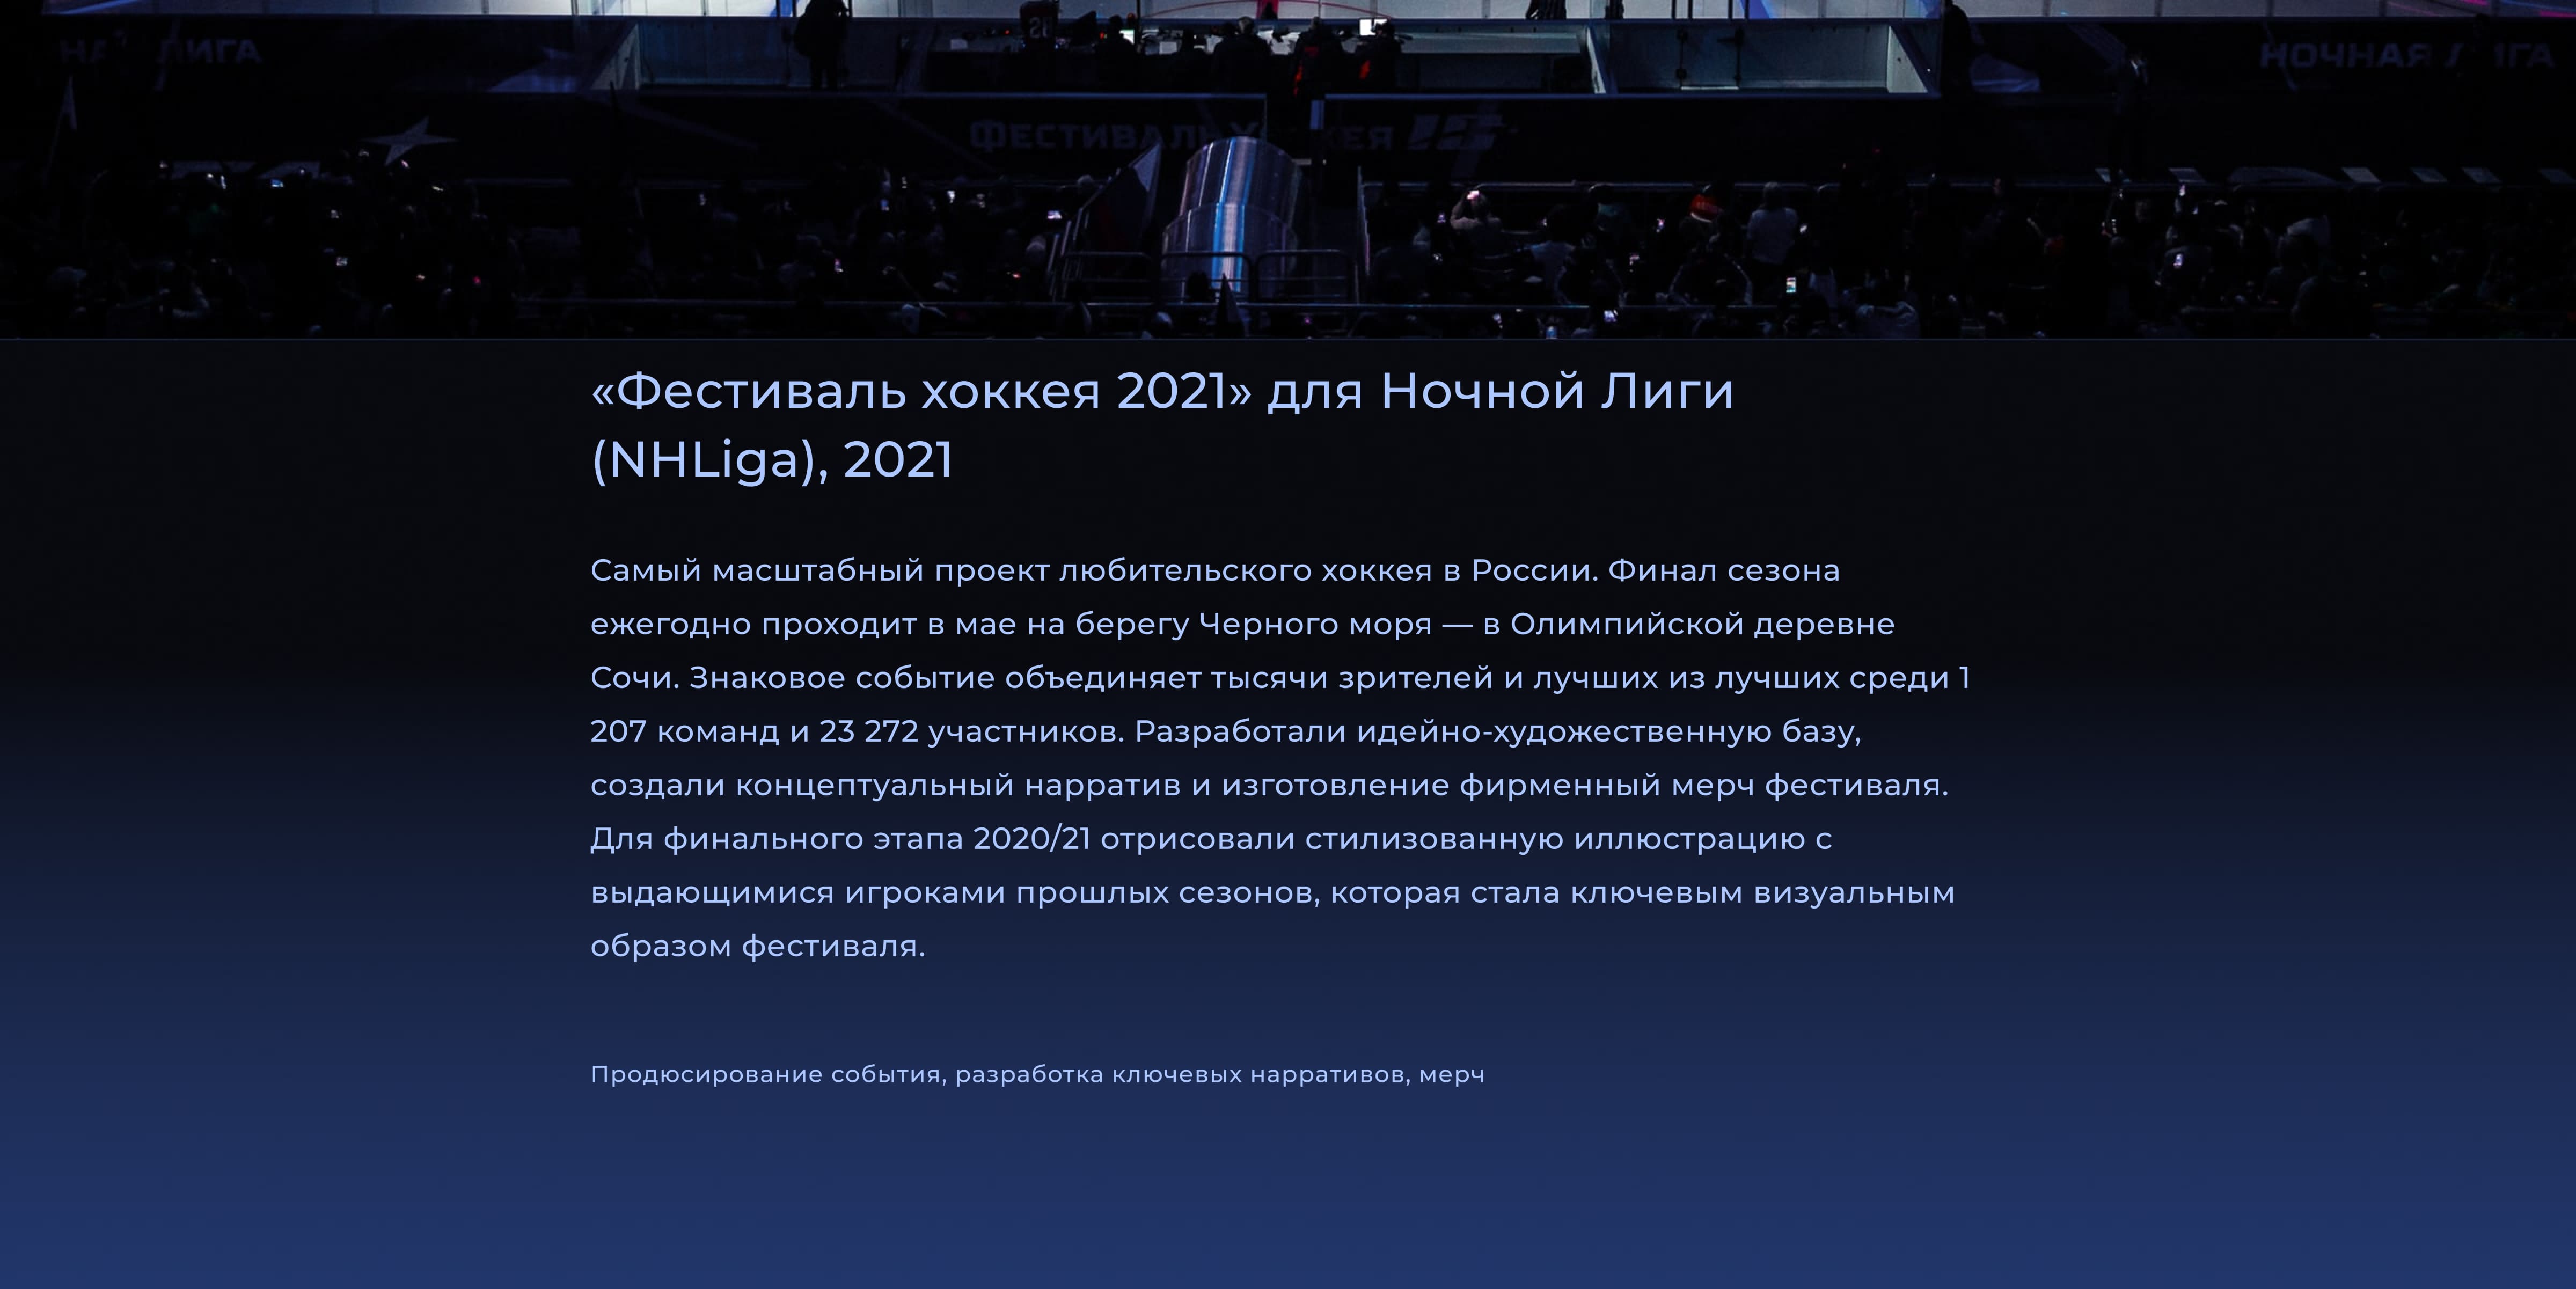 ЛИГА
НОЧНАЯ
ФЕСТИВАЛЬ
«Фестиваль хоккея 2021» для Ночной Лиги
(NHLiga), 2021
Самый масштабный проект любительского хоккея в России. Финал сезона
ежегодно проходит в мае на берегу Черного моря — в Олимпийской деревне
Сочи. Знаковое событие объединяет тысячи зрителей и лучших из лучших среди 1
207 команд и 23 272 участников. Разработали идейно-художественную базу,
создали концептуальный нарратив и изготовление фирменный мерч фестиваля.
Для финального этапа 2020/21 отрисовали стилизованную иллюстрацию с
выдающимися игроками прошлых сезонов, которая стала ключевым визуальным
образом фестиваля.
Продюсирование события, разработка ключевых нарративов, мерч